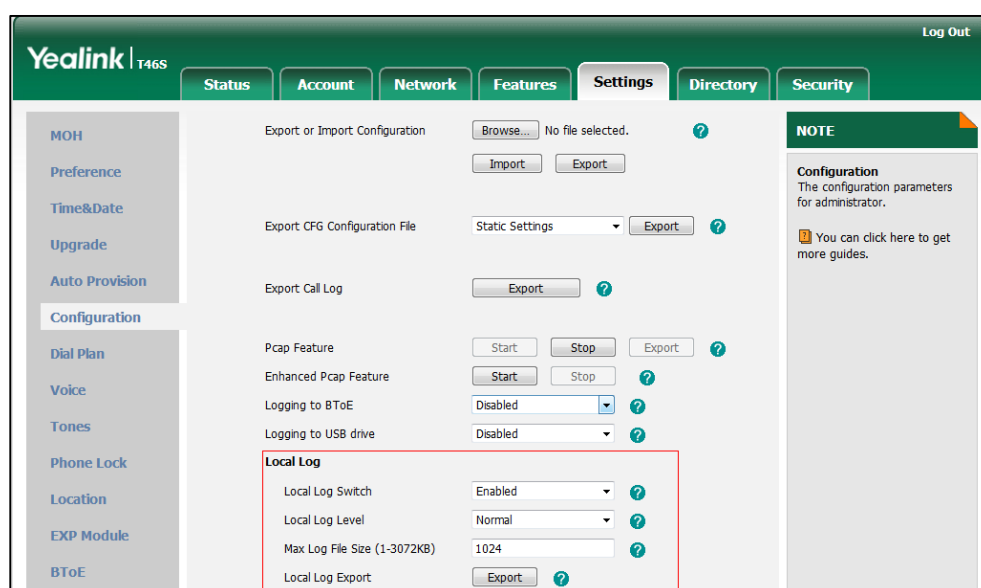 Log Out
Yealink | T46S
Status Account Network Features Settings Directory Security
MOH
Preference
Time&Date
Upgrade
Auto Provision
Configuration
Dial Plan
Voice
Tones
Phone Lock
Location
EXP Module
BToE
Export or Import Configuration Browse... No file selected. ?
Import Export
Export CFG Configuration File Static Settings Export ?
Export Call Log Export ?
Pcap Feature Start Stop Export ?
Enhanced Pcap Feature Start Stop ?
Logging to BToE Disabled ?
Logging to USB drive Disabled ?
Local Log
Local Log Switch Enabled ?
Local Log Level Normal ?
Max Log File Size (1-3072KB) 1024 ?
Local Log Export Export ?
NOTE
Configuration
The configuration parameters
for administrator.
? You can click here to get
more guides.